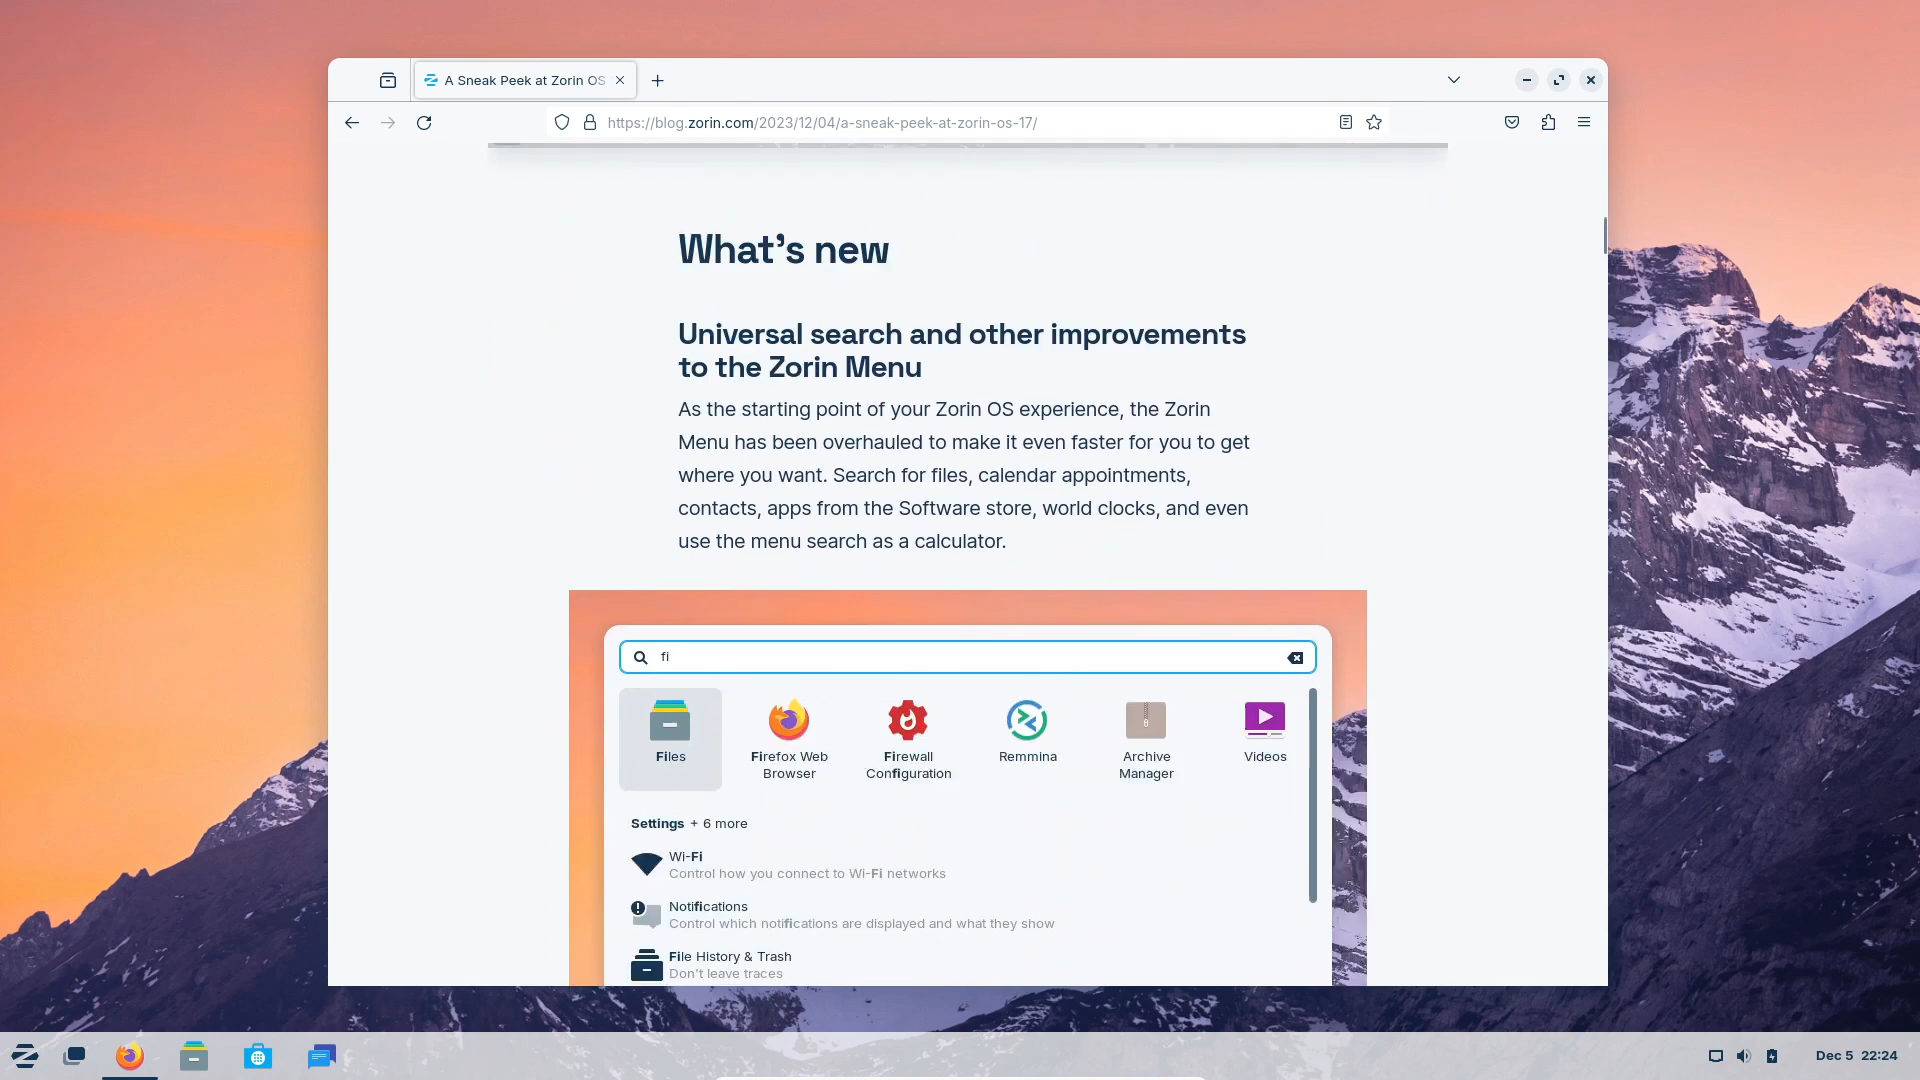 A Sneak Peek at Zorin OS
https://blog.zorin.com/2023/12/04/a-sneak-peek-at-zorin-os-17/
What's new
Universal search and other improvements
to the Zorin Menu
As the starting point of your Zorin OS experience, the Zorin
Menu has been overhauled to make it even faster for you to get
where you want. Search for files, calendar appointments,
contacts, apps from the Software store, world clocks, and even
use the menu search as a calculator.
fi
Files
Firefox Web
Browser
Firewall
Configuration
Remmina
Archive
Manager
Videos
Settings + 6 more
Wi-Fi
Control how you connect to Wi-Fi networks
Notifications
Control which notifications are displayed and what they show
File History & Trash
Don't leave traces
Dec 5 22:24